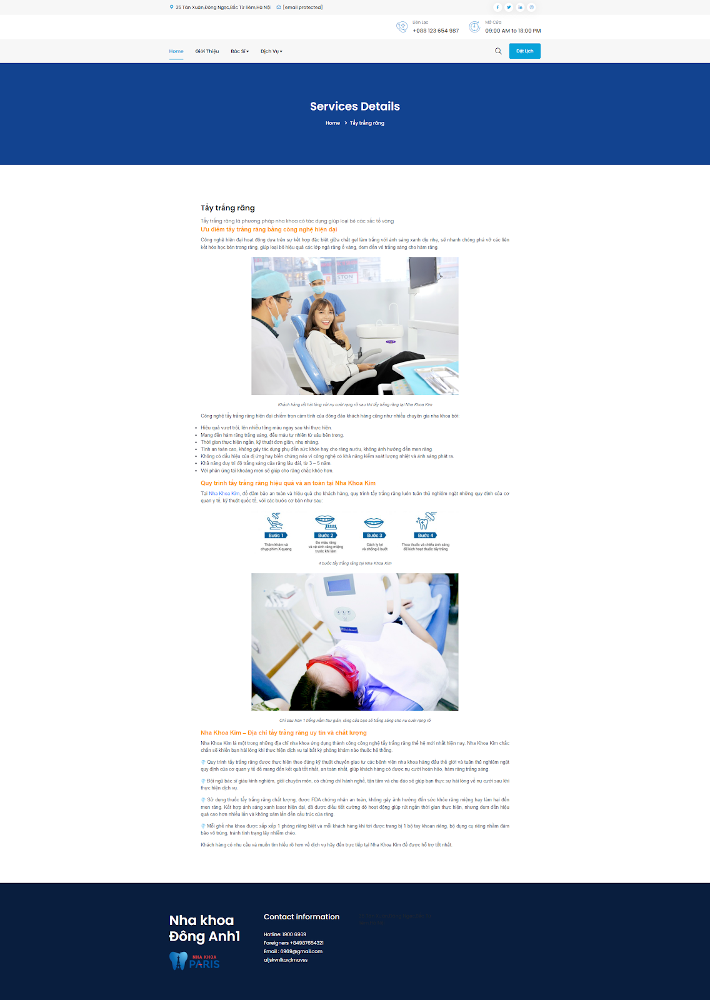 35 Tân Xuân,Đông Ngạc,Bắc Từ liêm,Hà Nội [email protected]
Liên Lạc
+088 123 654 987
Mở Cửa
09:00 AM to 18:00 PM
Home Giới Thiệu Bác Sĩ Dịch Vụ
Đặt Lịch
Services Details
Home > Tẩy trắng răng
Tẩy trắng răng
Tẩy trắng răng là phương pháp nha khoa có tác dụng giúp loại bỏ các sắc tố vàng
Ưu điểm tẩy trắng răng bằng công nghệ hiện đại
Công nghệ hiện đại hoạt động dựa trên sự kết hợp đặc biệt giữa chất gel làm trắng với ánh sáng xanh dịu nhẹ, sẽ nhanh chóng phá vỡ các liên
kết hóa học bên trong răng, giúp loại bỏ hiệu quả các lớp ngà răng ố vàng, đem đến vẻ trắng sáng cho hàm răng.
STON
Khách hàng rất hài lòng với nụ cười rạng rỡ sau khi tẩy trắng răng tại Nha Khoa Kim
Công nghệ tẩy trắng răng hiện đại chiếm trọn cảm tình của đông đảo khách hàng cũng như nhiều chuyên gia nha khoa bởi:
Hiệu quả vượt trội, lên nhiều tông màu ngay sau khi thực hiện.
Mang đến hàm răng trắng sáng, đều màu tự nhiên từ sâu bên trong.
Thời gian thực hiện ngắn, kỹ thuật đơn giản, nhẹ nhàng.
Tính an toàn cao, không gây tác dụng phụ đến sức khỏe hay cho răng nướu, không ảnh hưởng đến men răng.
Không có dấu hiệu của dị ứng hay biến chứng nào vì công nghệ có khả năng kiểm soát lượng nhiệt và ánh sáng phát ra.
Khả năng duy trì độ trắng sáng của răng lâu dài, từ 3 – 5 năm.
Với phản ứng tái khoáng men sẽ giúp cho răng chắc khỏe hơn.
Quy trình tẩy trắng răng hiệu quả và an toàn tại Nha Khoa Kim
Tại Nha Khoa Kim, để đảm bảo an toàn và hiệu quả cho khách hàng, quy trình tẩy trắng răng luôn tuân thủ nghiêm ngặt những quy định của cơ
quan y tế, kỹ thuật quốc tế, với các bước cơ bản như sau:
Bước 1
Thăm khám và
chụp phim X-quang
Bước 2
Đo màu răng
và vệ sinh răng miệng
trước khi làm
Bước 3
Cách ly lợi
và chống ê buốt
Bước 4
Thoa thuốc và chiếu ánh sáng
để kích hoạt thuốc tẩy trắng
4 bước tẩy trắng răng tại Nha Khoa Kim
Chỉ sau hơn 1 tiếng nằm thư giãn, răng của bạn sẽ trắng sáng cho nụ cười rạng rỡ
Nha Khoa Kim – Địa chỉ tẩy trắng răng uy tín và chất lượng
Nha Khoa Kim là một trong những địa chỉ nha khoa ứng dụng thành công công nghệ tẩy trắng răng thế hệ mới nhất hiện nay. Nha Khoa Kim chắc
chắn sẽ khiến bạn hài lòng khi thực hiện dịch vụ tại bất kỳ phòng khám nào thuộc hệ thống.
Quy trình tẩy trắng răng được thực hiện theo đúng kỹ thuật chuyển giao từ các bệnh viện nha khoa hàng đầu thế giới và tuân thủ nghiêm ngặt
quy định của cơ quan y tế để mang đến kết quả tốt nhất, an toàn nhất, giúp khách hàng có được nụ cười hoàn hảo, hàm răng trắng sáng.
Đội ngũ bác sĩ giàu kinh nghiệm, giỏi chuyên môn, có chứng chỉ hành nghề, tận tâm và chu đáo sẽ giúp bạn thực sự hài lòng về nụ cười sau khi
thực hiện dịch vụ.
Sử dụng thuốc tẩy trắng răng chất lượng, được FDA chứng nhận an toàn, không gây ảnh hưởng đến sức khỏe răng miệng hay làm hại đến
men răng. Kết hợp ánh sáng xanh laser hiện đại, đã được điều tiết cường độ hoạt động giúp rút ngắn thời gian thực hiện, nhưng đem đến hiệu
quả cao hơn nhiều lần và không xâm lấn đến cấu trúc của răng.
Mỗi ghế nha khoa được sắp xếp 1 phòng riêng biệt và mỗi khách hàng khi tới được trang bị 1 bộ tay khoan riêng, bộ dụng cụ riêng nhằm đảm
bảo vô trùng, tránh tình trạng lây nhiễm chéo.
Khách hàng có nhu cầu và muốn tìm hiểu rõ hơn về dịch vụ hãy đến trực tiếp tại Nha Khoa Kim để được hỗ trợ tốt nhất.
Nha khoa
Đông Anh1
NHA KHOA
PARIS
Contact information
Hotline: 1900 6969
Foreigners +84987654321
Email : 6969@gmail.com
aijskvnlkav;lmavss